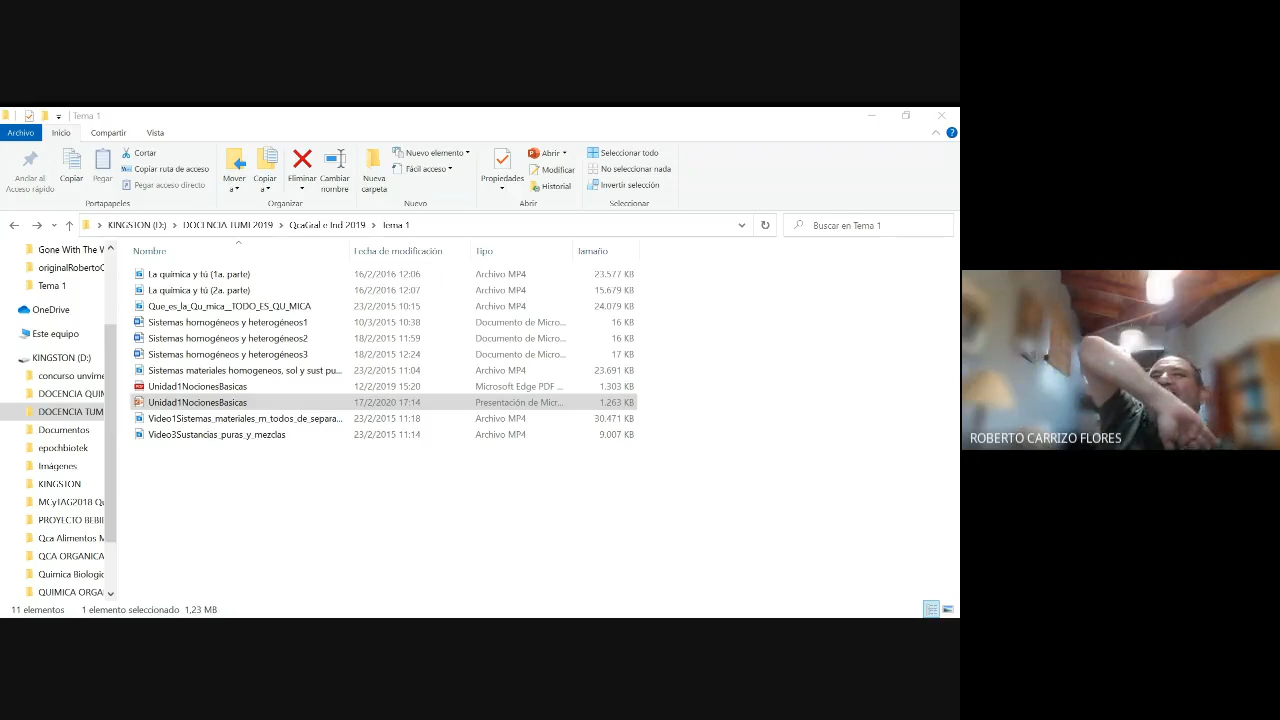 Tema 1
Archivo Inicio Compartir Vista
Anclar al Acceso rápido
Copiar
Pegar
Cortar
Copiar ruta de acceso
Pegar acceso directo
Portapapeles
Mover a
Copiar a
Eliminar
Cambiar nombre
Organizar
Nueva carpeta
Nuevo elemento
Fácil acceso
Nuevo
Propiedades
Abrir
Modificar
Historial
Abrir
Seleccionar todo
No seleccionar nada
Invertir selección
Seleccionar
KINGSTON (D:) > DOCENCIA TUMI 2019 > QcaGral e Ind 2019 > Tema 1
Buscar en Tema 1
Gone With The W
originalRobertoC
Tema 1
OneDrive
Este equipo
KINGSTON (D:)
concurso unvime
DOCENCIA QUIN
DOCENCIA TUM
Documentos
epochbiotek
Imágenes
KINGSTON
MCyTAG2018 Qu
PROYECTO BEBI
Qca Alimentos M
QCA ORGANICA
Quimica Biologic
QUIMICA ORGA
Nombre Fecha de modificación Tipo Tamaño
La química y tú (1a. parte) 16/2/2016 12:06 Archivo MP4 23.577 KB
La química y tú (2a. parte) 16/2/2016 12:07 Archivo MP4 15.679 KB
Que_es_la_Qu_mica__TODO_ES_QU_MICA 23/2/2015 10:15 Archivo MP4 24.079 KB
Sistemas homogéneos y heterogéneos1 10/3/2015 10:38 Documento de Micro... 16 KB
Sistemas homogéneos y heterogéneos2 18/2/2015 11:59 Documento de Micro... 16 KB
Sistemas homogéneos y heterogéneos3 18/2/2015 12:24 Documento de Micro... 17 KB
Sistemas materiales homogeneos, sol y sust pu... 23/2/2015 11:04 Archivo MP4 23.691 KB
Unidad1NocionesBasicas 12/2/2019 15:20 Microsoft Edge PDF ... 1.303 KB
Unidad1NocionesBasicas 17/2/2020 17:14 Presentación de Micr... 1.263 KB
Video1Sistemas_materiales_m_todos_de_separa... 23/2/2015 11:18 Archivo MP4 30.471 KB
Video3Sustancias_puras_y_mezclas 23/2/2015 11:14 Archivo MP4 9.007 KB
11 elementos 1 elemento seleccionado 1,23 MB
ROBERTO CARRIZO FLORES